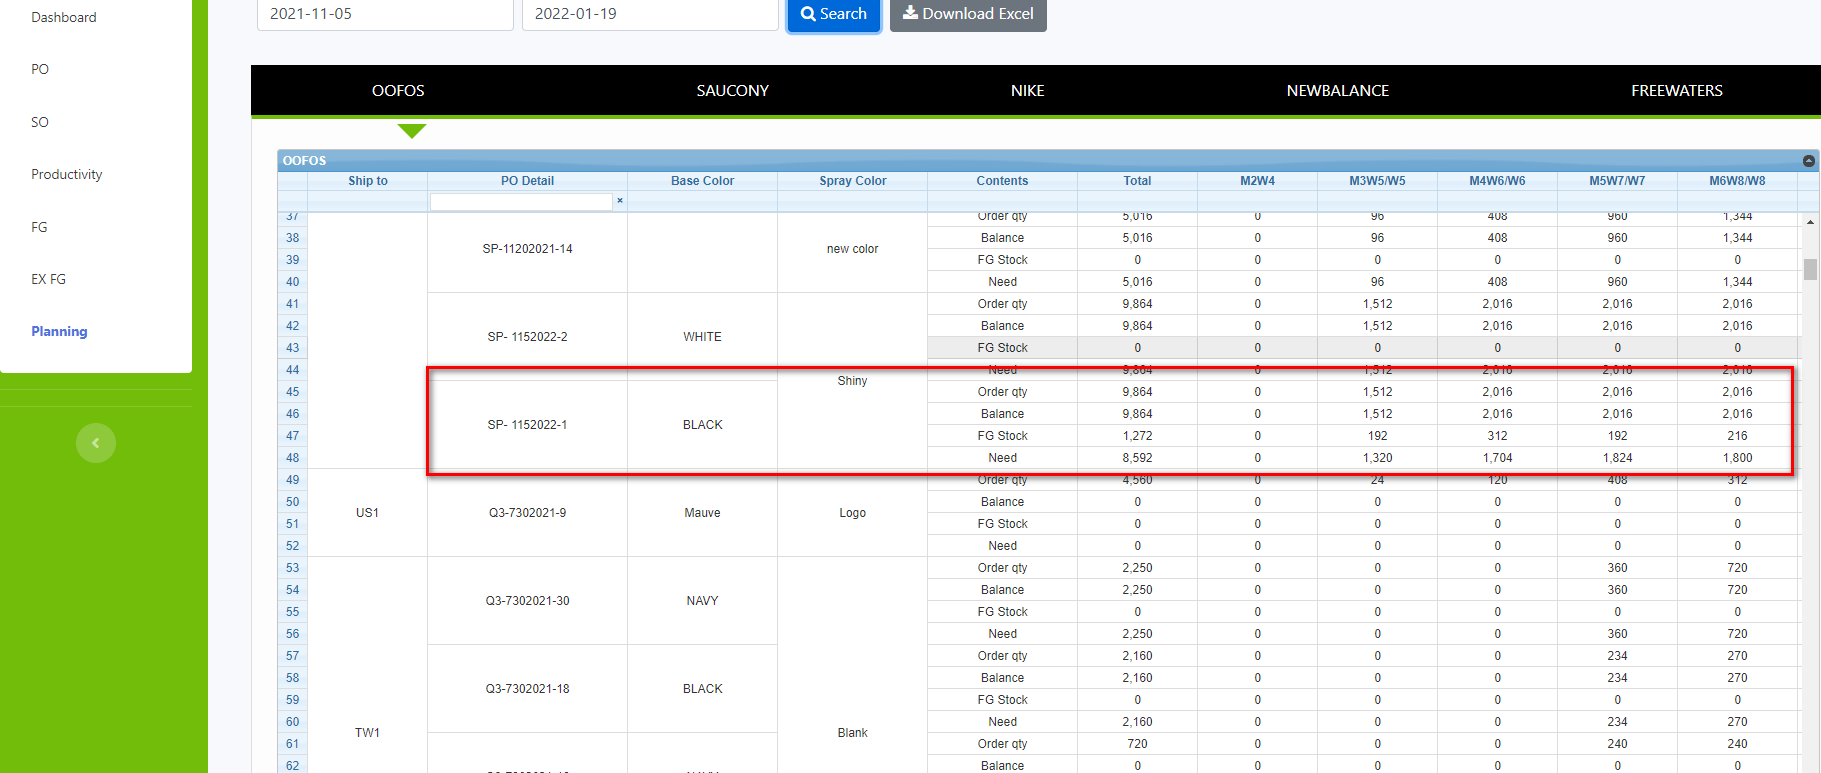 Dashboard
PO
SO
Productivity
FG
EX FG
Planning
2021-11-05 2022-01-19 Search Download Excel
OOFOS SAUCONY NIKE NEWBALANCE FREEWATERS
OOFOS
Ship to PO Detail Base Color Spray Color Contents Total M2W4 M3W5/W5 M4W6/W6 M5W7/W7 M6W8/W8
×
37 Order qty 5,016 0 96 408 960 1,344
38 Balance 5,016 0 96 408 960 1,344
SP-11202021-14 new color
39 FG Stock 0 0 0 0 0 0
40 Need 5,016 0 96 408 960 1,344
41 Order qty 9,864 0 1,512 2,016 2,016 2,016
42 Balance 9,864 0 1,512 2,016 2,016 2,016
SP- 1152022-2 WHITE
43 FG Stock 0 0 0 0 0 0
44 Need 9,864 0 1,512 2,016 2,016 2,016
Shiny
45 Order qty 9,864 0 1,512 2,016 2,016 2,016
46 Balance 9,864 0 1,512 2,016 2,016 2,016
SP- 1152022-1 BLACK
47 FG Stock 1,272 0 192 312 192 216
48 Need 8,592 0 1,320 1,704 1,824 1,800
49 Order qty 4,560 0 24 120 408 312
50 Balance 0 0 0 0 0 0
US1 Q3-7302021-9 Mauve Logo
51 FG Stock 0 0 0 0 0 0
52 Need 0 0 0 0 0 0
53 Order qty 2,250 0 0 0 360 720
54 Balance 2,250 0 0 0 360 720
Q3-7302021-30 NAVY
55 FG Stock 0 0 0 0 0 0
56 Need 2,250 0 0 0 360 720
57 Order qty 2,160 0 0 0 234 270
58 Balance 2,160 0 0 0 234 270
Q3-7302021-18 BLACK
59 FG Stock 0 0 0 0 0 0
60 Need 2,160 0 0 0 234 270
TW1 Blank
61 Order qty 720 0 0 0 240 240
62 Balance 0 0 0 0 0 0